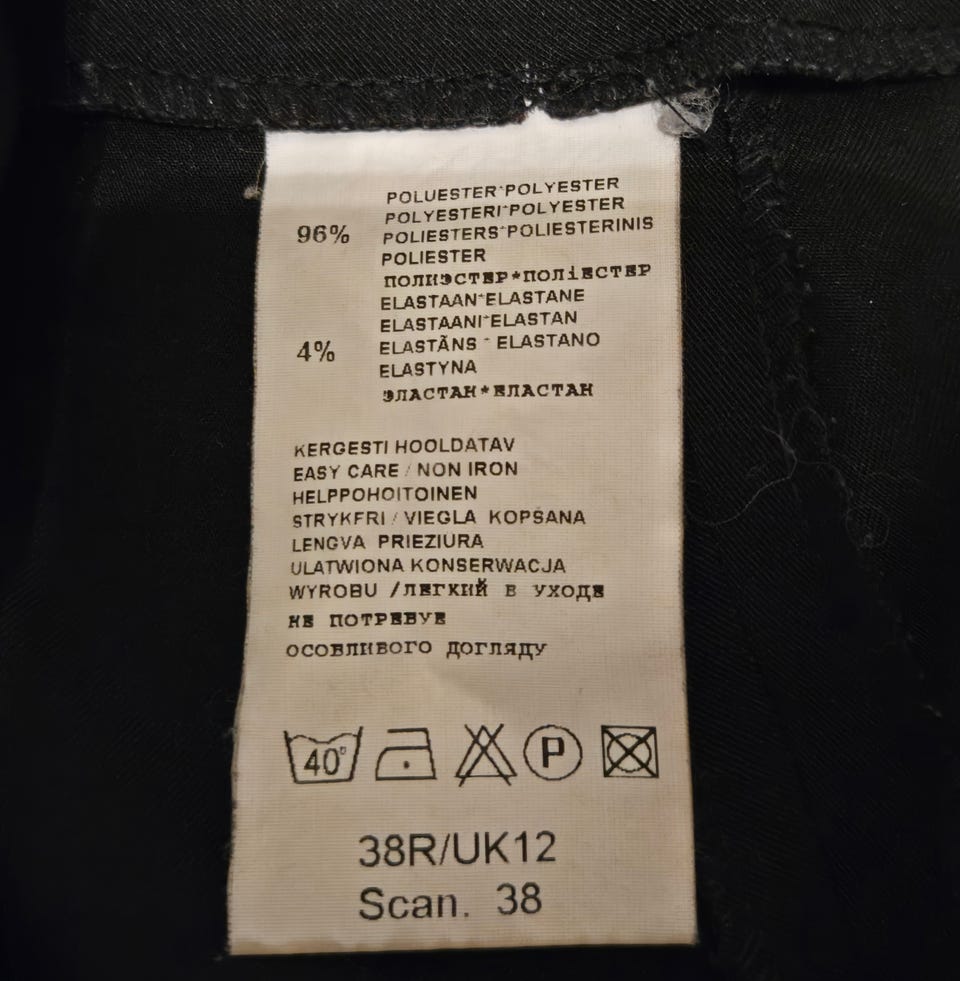 POLUESTER*POLYESTER
POLYESTERI*POLYESTER
96% POLIESTERS*POLIESTERINIS
POLIESTER
ПОЛИЭСТЕР*ПОЛІЕСТЕР
ELASTAAN*ELASTANE
ELASTAANI*ELASTAN
4% ELASTÃNS * ELASTANO
ELASTYNA
ЭЛАСТАН*ЕЛАСТАН
KERGESTI HOOLDATAV
EASY CARE / NON IRON
HELPPOHOITOINEN
STRYKFRI / VIEGLA KOPŠANA
LENGVA PRIEZIURA
ULATWIONA KONSERWACJA
WYROBU /ЛЕГКИЙ В УХОДЕ
НЕ ПОТРЕБУЕ
ОСОБЛИВОГО ДОГЛЯДУ
40° P
38R/UK12
Scan. 38